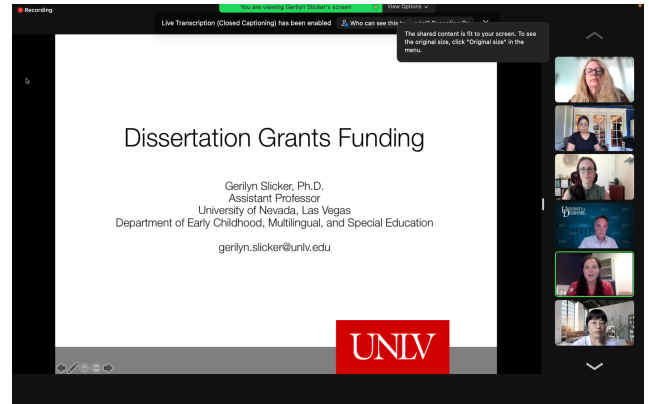 Recording
You are viewing Gerilyn Slicker's screen
View Options
Live Transcription (Closed Captioning) has been enabled
Who can see this
The shared content is fit to your screen. To see
the original size, click "Original size" in the
menu.
Dissertation Grants Funding
Gerilyn Slicker, Ph.D.
Assistant Professor
University of Nevada, Las Vegas
Department of Early Childhood, Multilingual, and Special Education
gerilyn.slicker@unlv.edu
UNLV